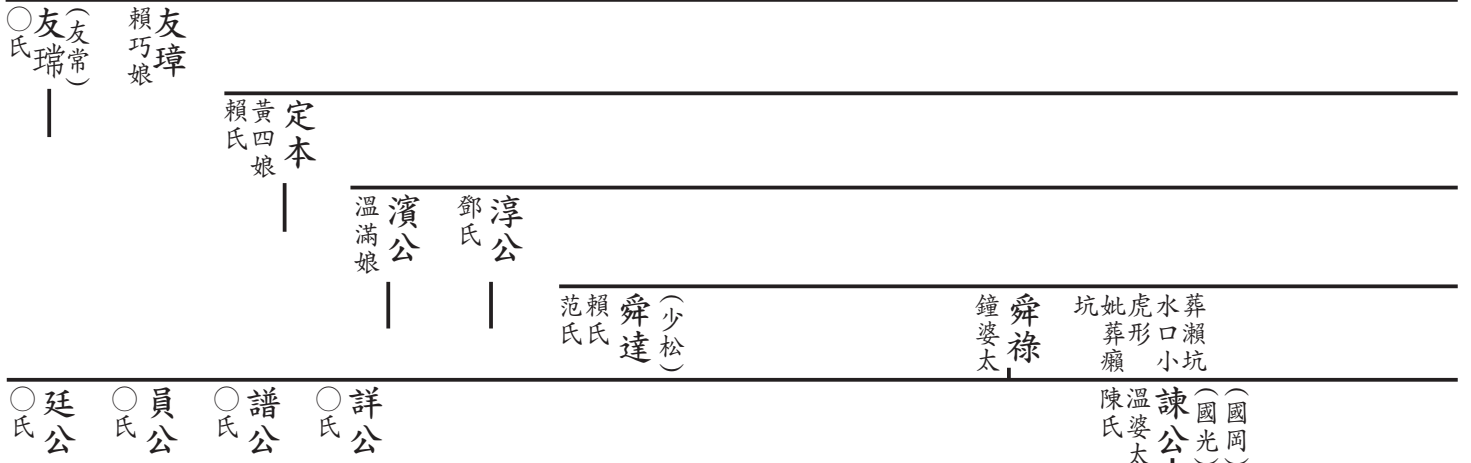 友璋
賴巧娘
(友常)
友瑺
○氏
定本
黃四娘
賴氏
淳公
鄧氏
濱公
溫滿娘
葬瀨坑
水口小
虎形
妣葬癩
坑
舜祿
鐘婆太
(少松)
舜達
賴氏
范氏
(國岡)
(國光)
諫公
溫婆太
陳氏
詳公
○氏
譜公
○氏
員公
○氏
廷公
○氏